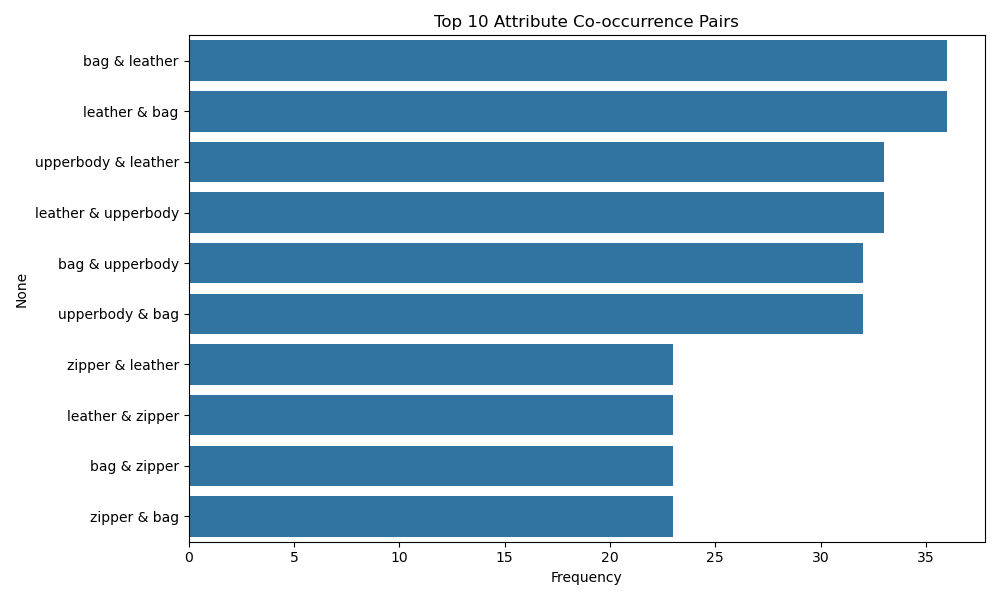 Top 10 Attribute Co-occurrence Pairs
bag & leather
leather & bag
upperbody & leather
leather & upperbody
bag & upperbody
upperbody & bag
zipper & leather
leather & zipper
bag & zipper
zipper & bag
None
0 5 10 15 20 25 30 35
Frequency